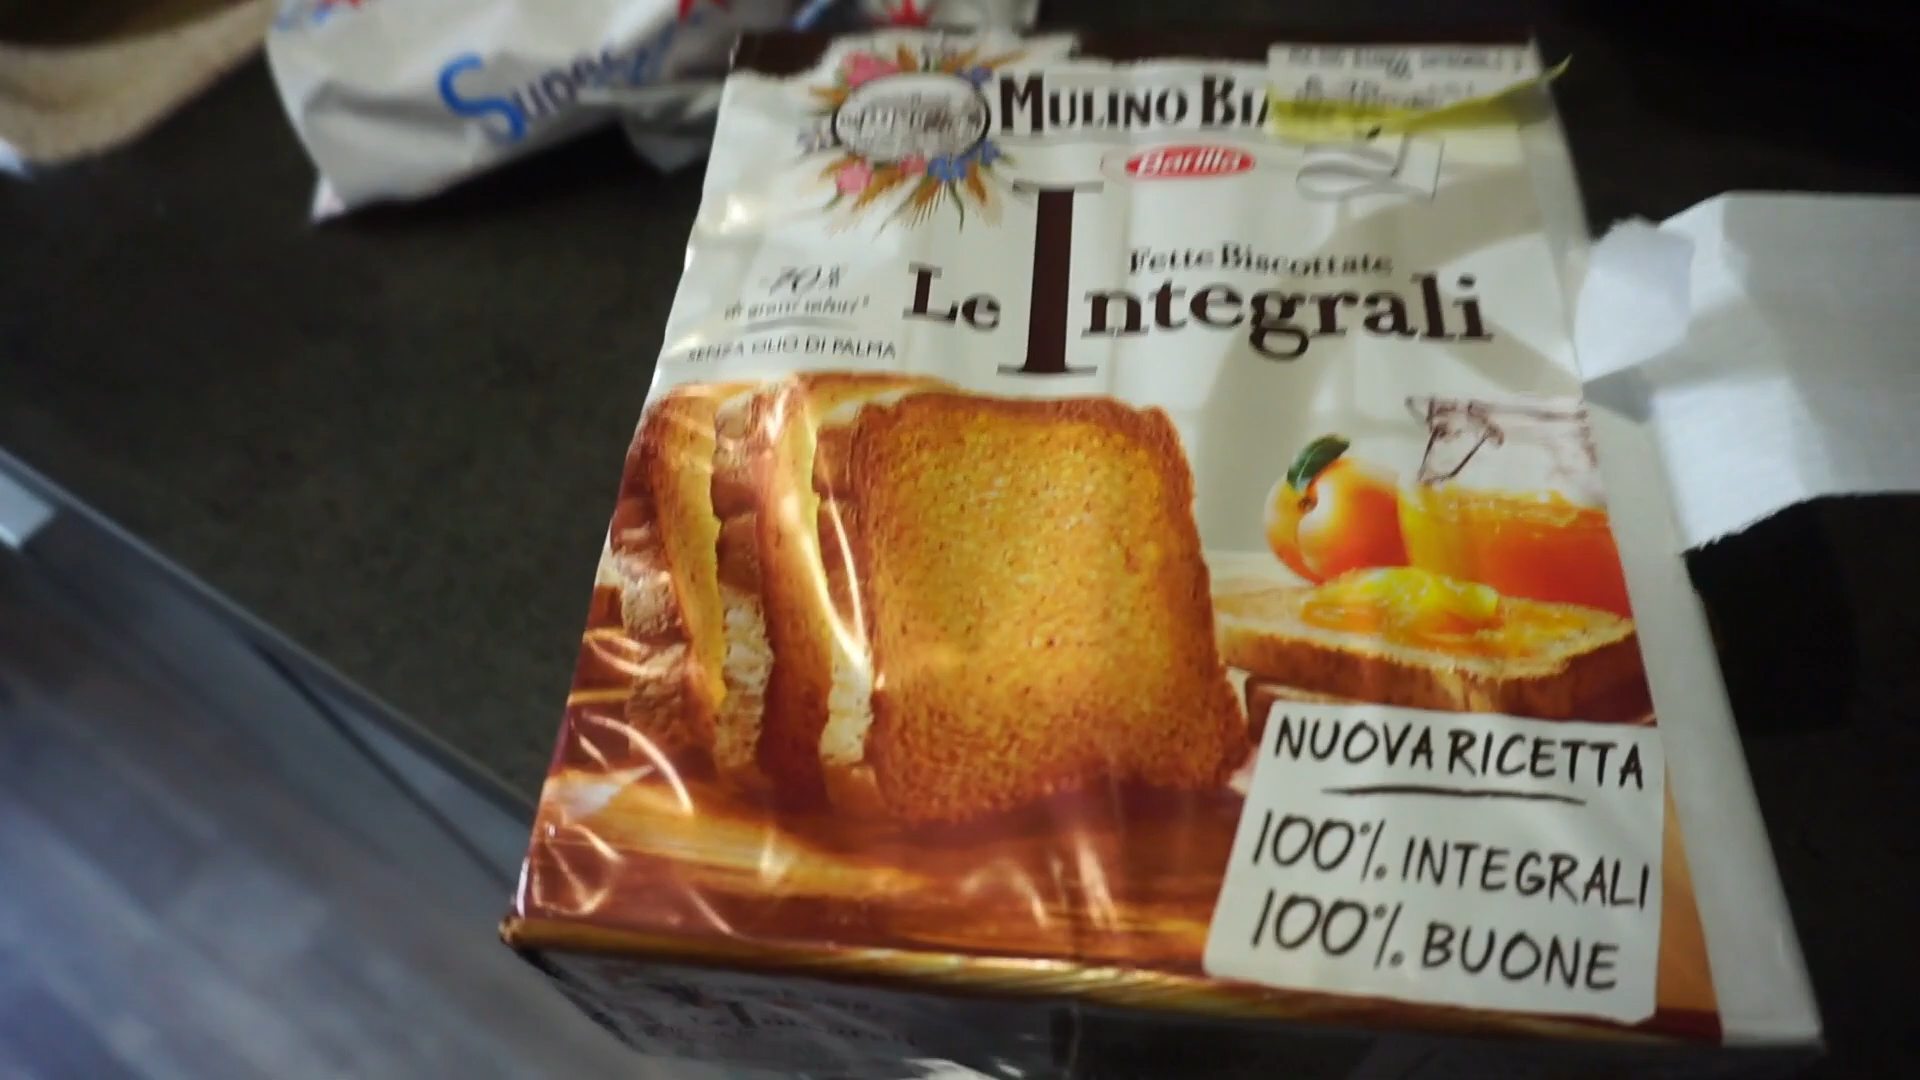 MULINO BIA
Barilla
Fette Biscottate
Le Integrali
SENZA OLIO DI PALMA
NUOVA RICETTA
100% INTEGRALI
100% BUONE